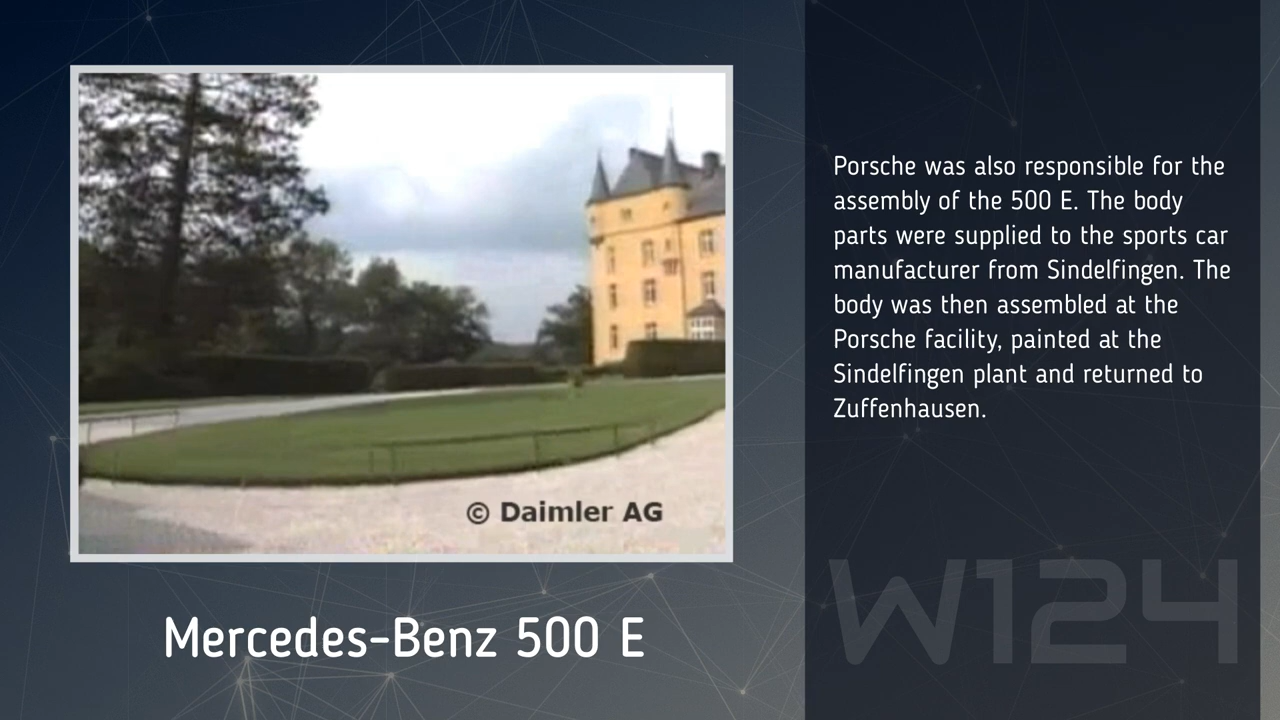 Porsche was also responsible for the
assembly of the 500 E. The body
parts were supplied to the sports car
manufacturer from Sindelfingen. The
body was then assembled at the
Porsche facility, painted at the
Sindelfingen plant and returned to
Zuffenhausen.
© Daimler AG
Mercedes-Benz 500 E
W124